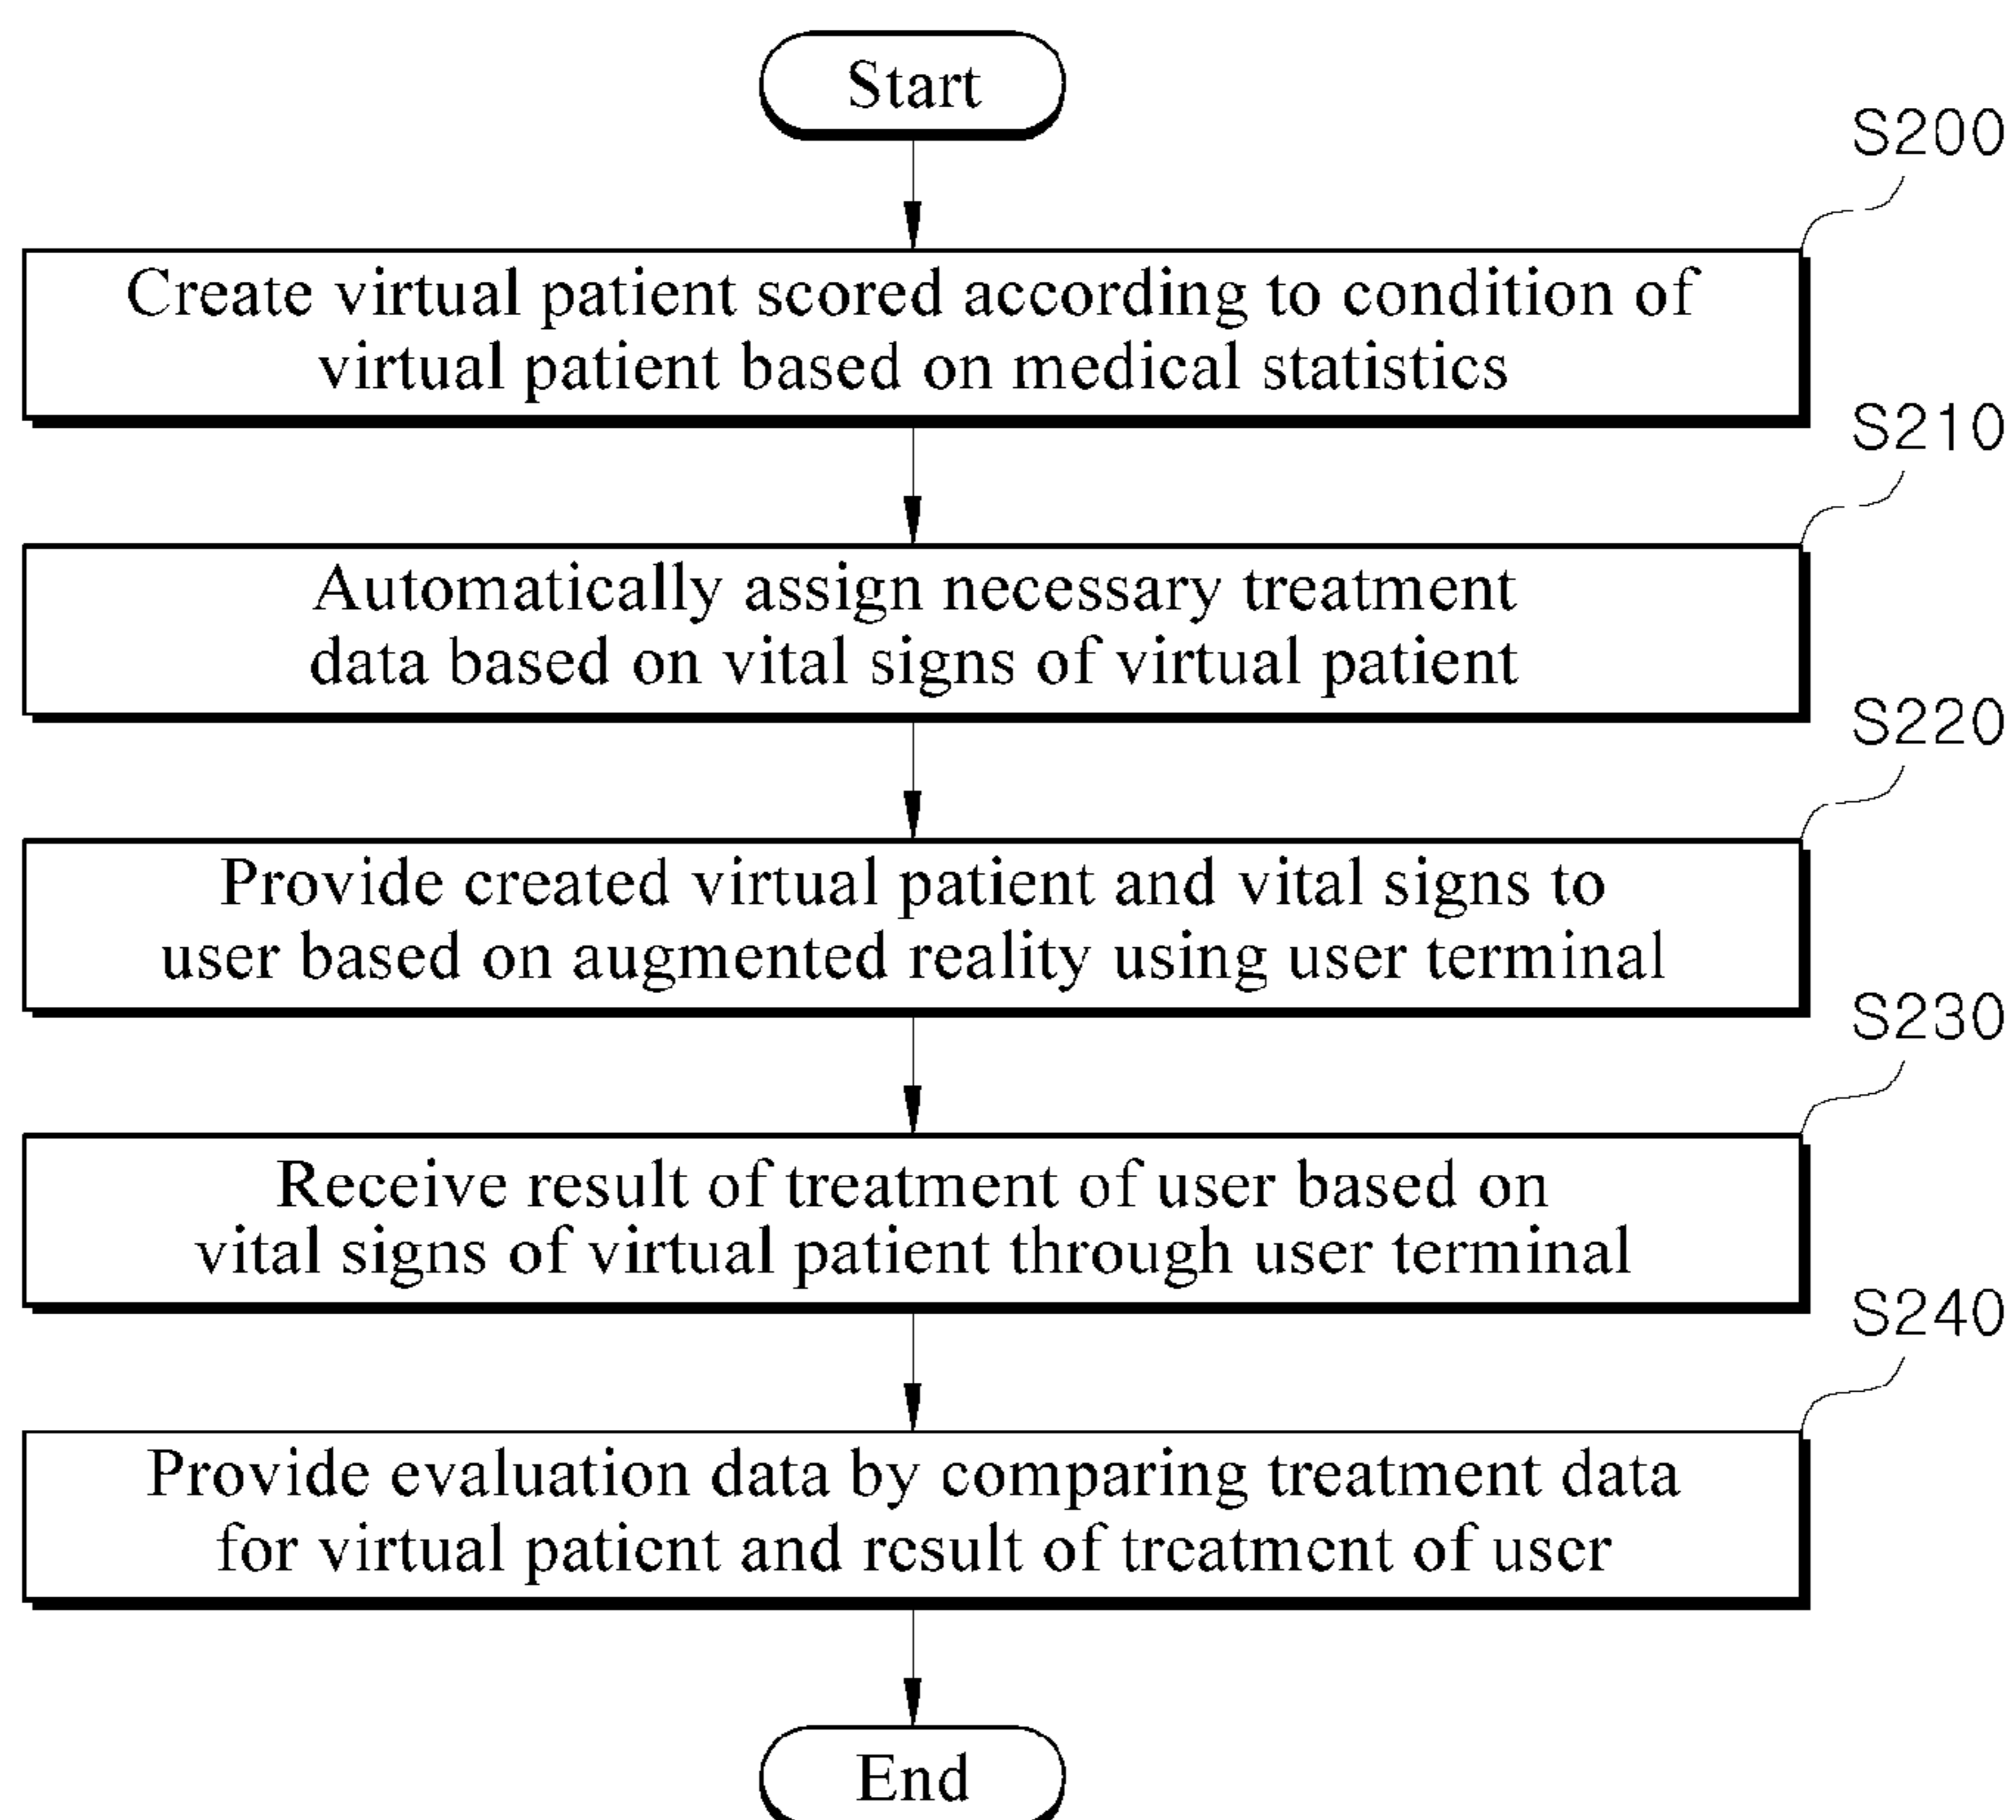 Start
S200
Create virtual patient scored according to condition of
virtual patient based on medical statistics
S210
Automatically assign necessary treatment
data based on vital signs of virtual patient
S220
Provide created virtual patient and vital signs to
user based on augmented reality using user terminal
S230
Receive result of treatment of user based on
vital signs of virtual patient through user terminal
S240
Provide evaluation data by comparing treatment data
for virtual patient and result of treatment of user
End